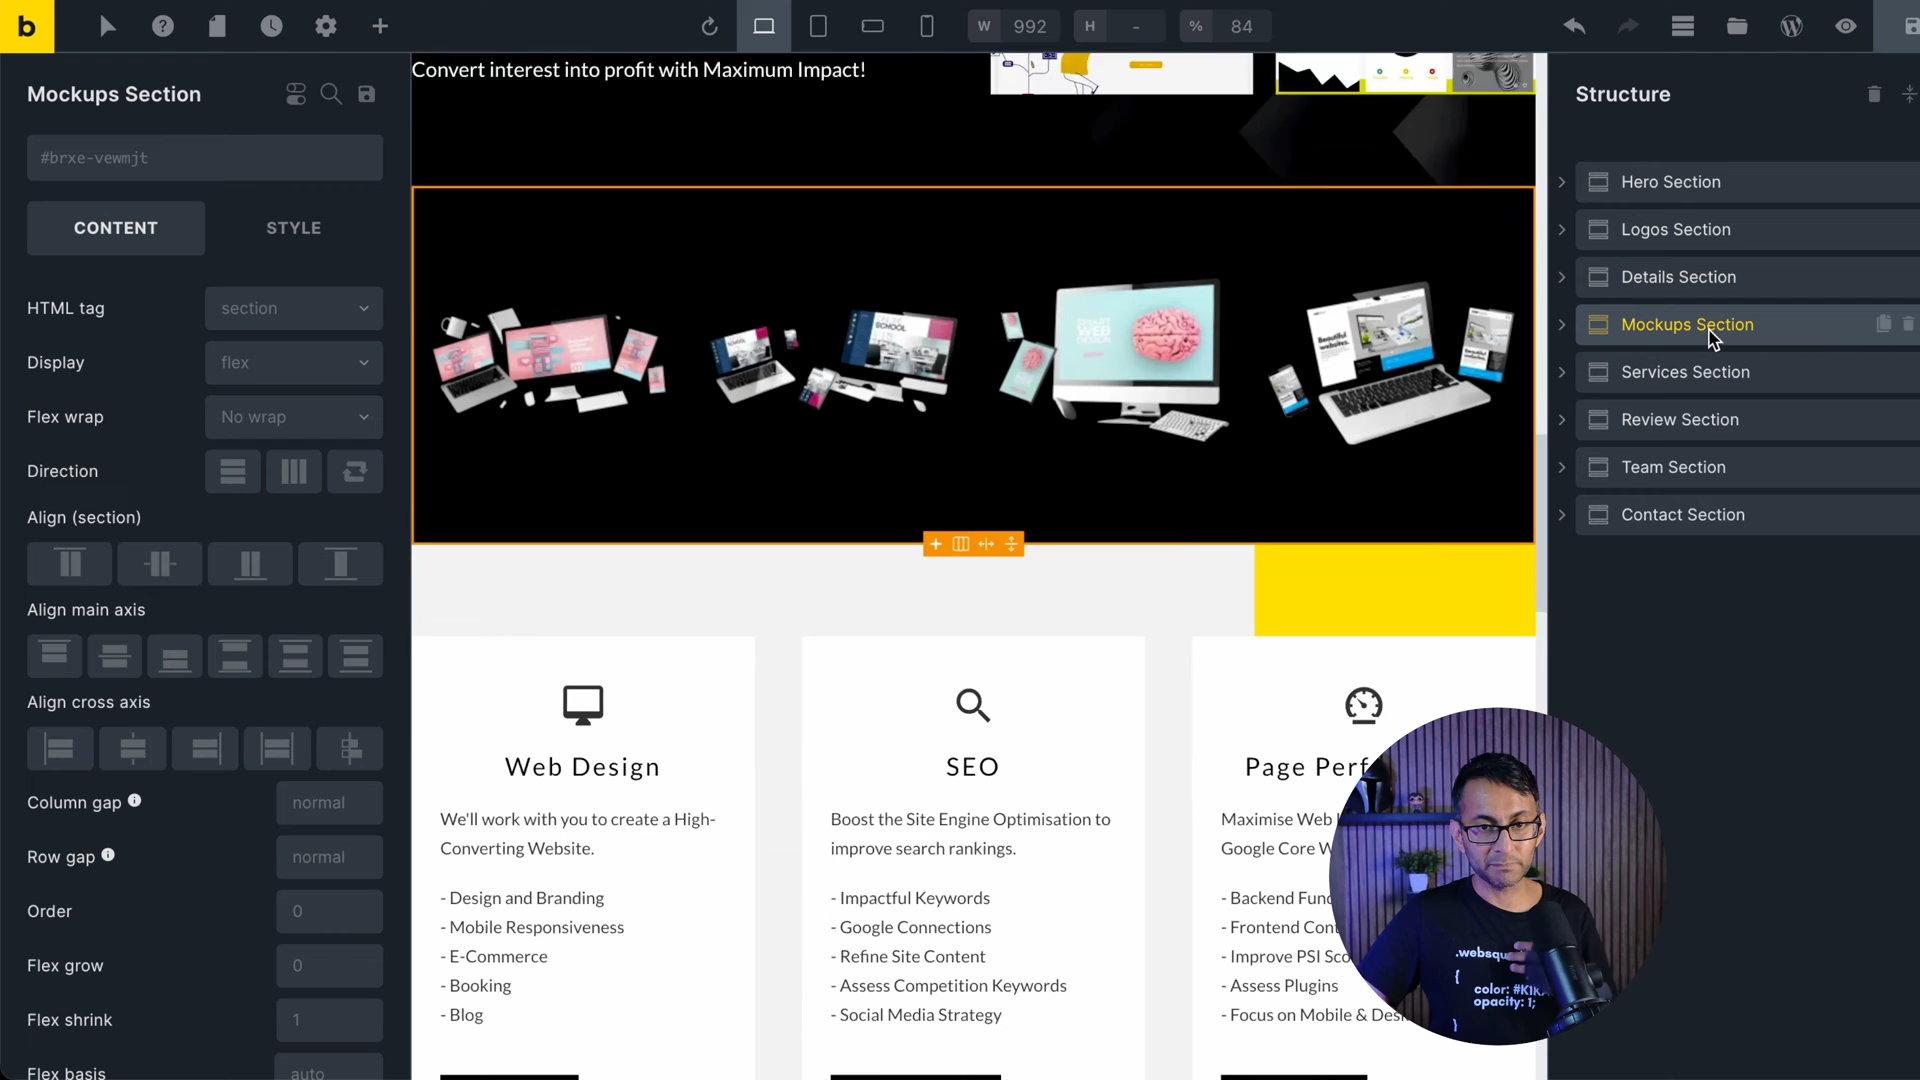 b
W 992
H -
% 84
Mockups Section
#brxe-vewmjt
CONTENT
STYLE
HTML tag
section
Display
flex
Flex wrap
No wrap
Direction
Align (section)
Align main axis
Align cross axis
Column gap
normal
Row gap
normal
Order
0
Flex grow
0
Flex shrink
1
Flex basis
auto
Convert interest into profit with Maximum Impact!
SCHOOL
Beautiful
websites.
Web Design
We'll work with you to create a High-
Converting Website.
- Design and Branding
- Mobile Responsiveness
- E-Commerce
- Booking
- Blog
SEO
Boost the Site Engine Optimisation to
improve search rankings.
- Impactful Keywords
- Google Connections
- Refine Site Content
- Assess Competition Keywords
- Social Media Strategy
Page Perf
Maximise Web
Google Core W
- Backend Func
- Frontend Cont
- Improve PSI Sco
- Assess Plugins
- Focus on Mobile & Desk
.websqu
{
color: #K1KA
opacity: 1;
}
Structure
Hero Section
Logos Section
Details Section
Mockups Section
Services Section
Review Section
Team Section
Contact Section